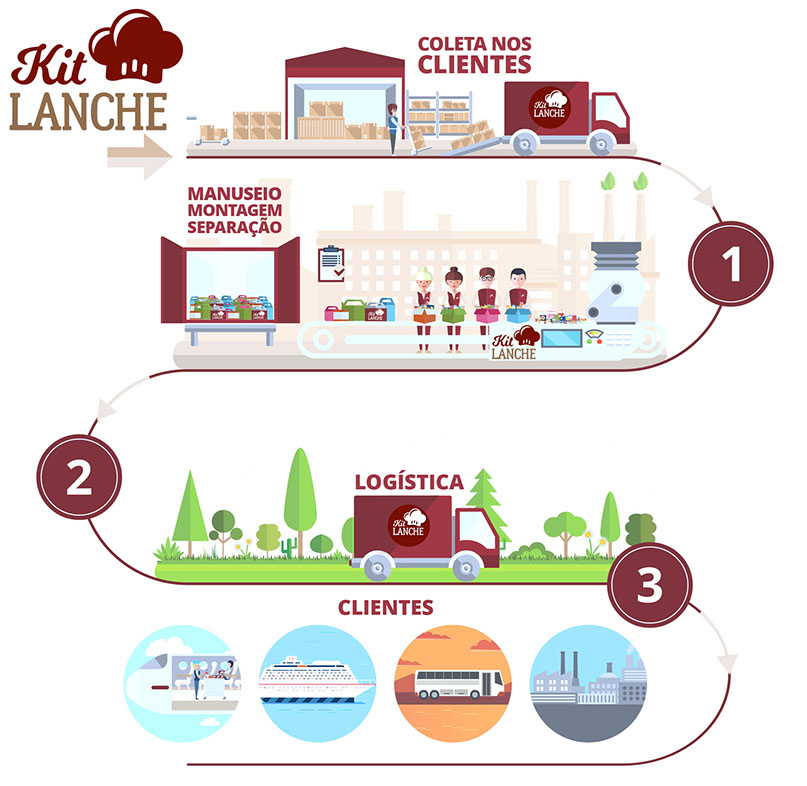 Kit
LANCHE
COLETA NOS
CLIENTES
Kit
LANCHE
MANUSEIO
MONTAGEM
SEPARAÇÃO
1
Kit
LANCHE
2
LOGÍSTICA
Kit
LANCHE
3
CLIENTES